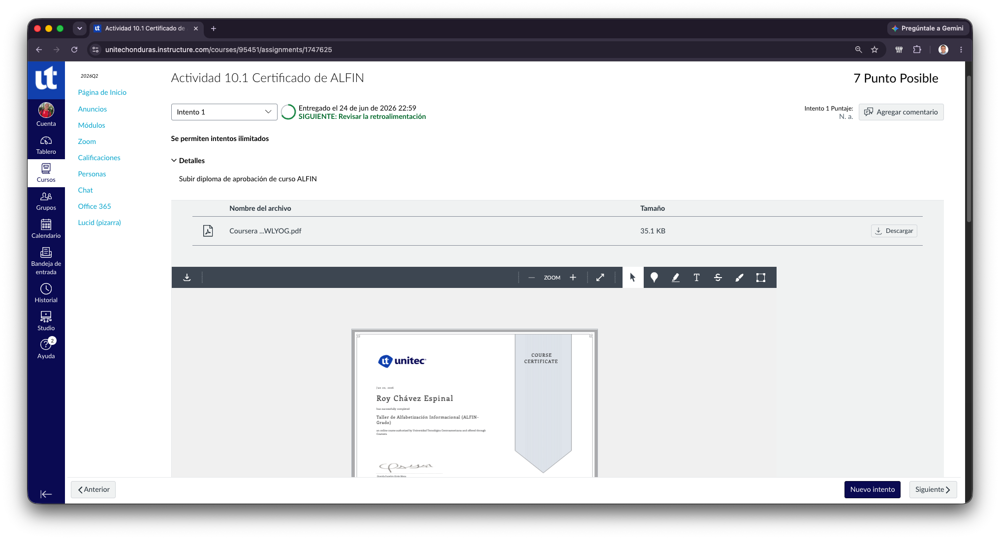 Actividad 10.1 Certificado de
Pregúntale a Gemini
unitechonduras.instructure.com/courses/95451/assignments/1747625
ut
Cuenta
Tablero
Cursos
Grupos
Calendario
Bandeja de
entrada
Historial
Studio
2
Ayuda
2026Q2
Página de Inicio
Anuncios
Módulos
Zoom
Calificaciones
Personas
Chat
Office 365
Lucid (pizarra)
Actividad 10.1 Certificado de ALFIN
7 Punto Posible
Intento 1
Entregado el 24 de jun de 2026 22:59
SIGUIENTE: Revisar la retroalimentación
Intento 1 Puntaje:
N. a.
Agregar comentario
Se permiten intentos ilimitados
Detalles
Subir diploma de aprobación de curso ALFIN
Nombre del archivo
Tamaño
Coursera ...WLYOG.pdf
35.1 KB
Descargar
ZOOM
ut unitec
COURSE
CERTIFICATE
Jun 20, 2026
Roy Chávez Espinal
has successfully completed
Taller de Alfabetización Informacional (ALFIN-
Grado)
an online course authorized by Universidad Tecnológica Centroamericana and offered through
Coursera
Anterior
Nuevo intento
Siguiente